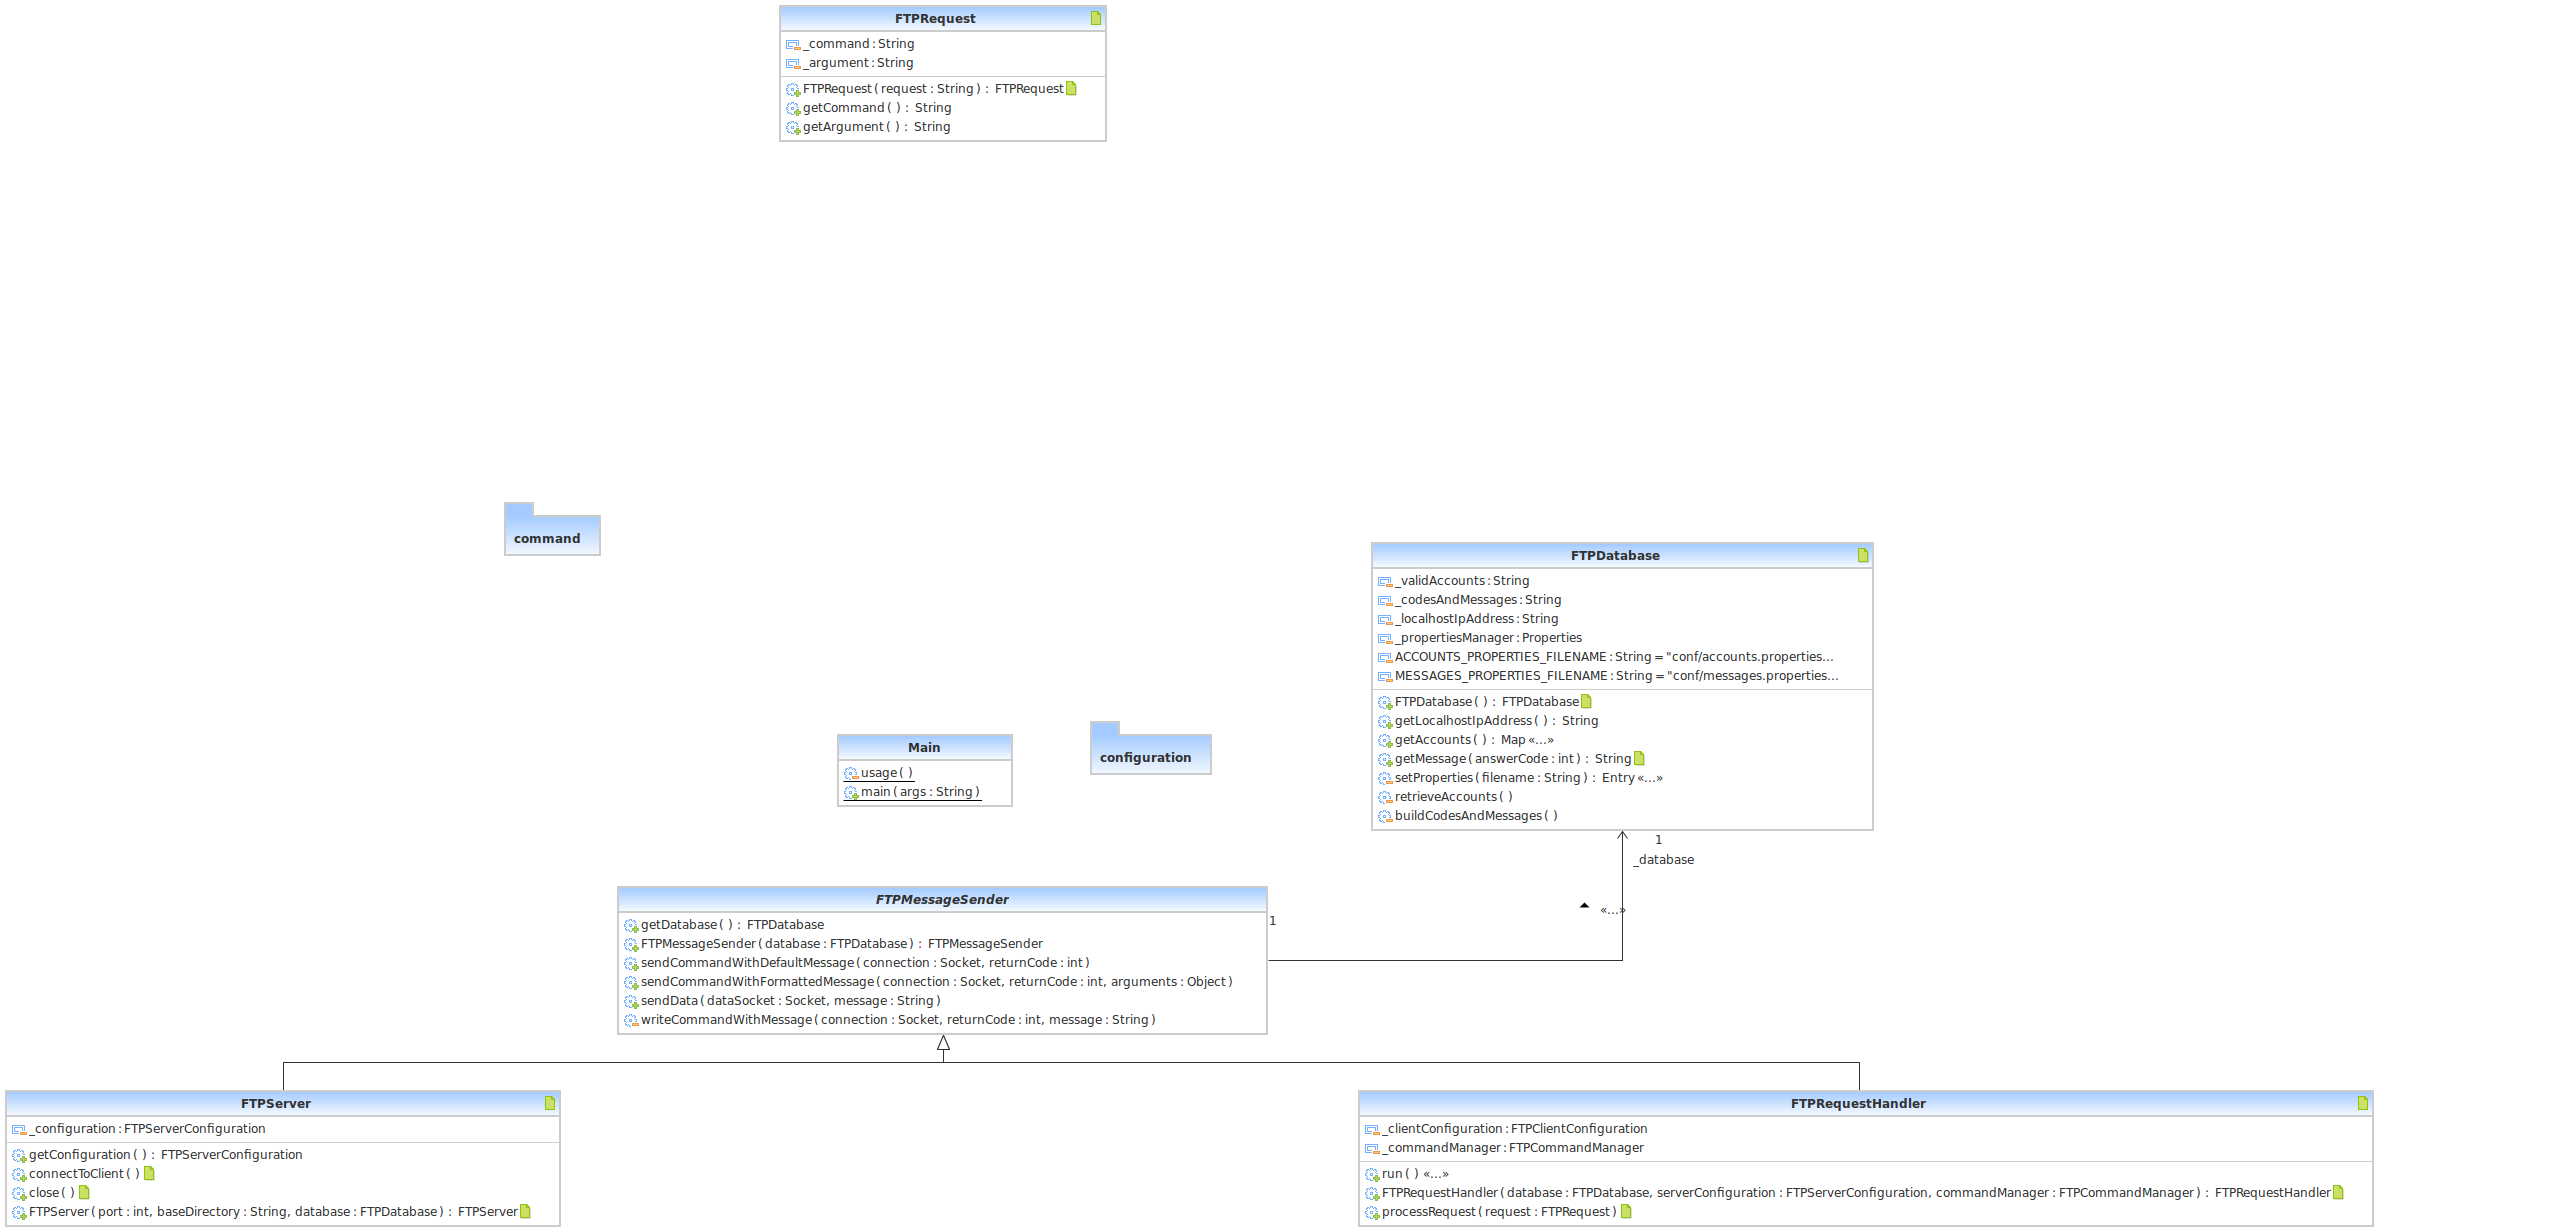 FTPRequest
_command : String
_argument : String
FTPRequest ( request : String ) : FTPRequest
getCommand ( ) : String
getArgument ( ) : String
command
FTPDatabase
_validAccounts : String
_codesAndMessages : String
_localhostIpAddress : String
_propertiesManager : Properties
ACCOUNTS_PROPERTIES_FILENAME : String = "conf/accounts.properties...
MESSAGES_PROPERTIES_FILENAME : String = "conf/messages.properties...
FTPDatabase ( ) : FTPDatabase
getLocalhostIpAddress ( ) : String
getAccounts ( ) : Map «...»
getMessage ( answerCode : int ) : String
setProperties ( filename : String ) : Entry «...»
retrieveAccounts ( )
buildCodesAndMessages ( )
Main
usage ( )
main ( args : String )
configuration
1
_database
«...»
FTPMessageSender
getDatabase ( ) : FTPDatabase
FTPMessageSender ( database : FTPDatabase ) : FTPMessageSender
sendCommandWithDefaultMessage ( connection : Socket, returnCode : int )
sendCommandWithFormattedMessage ( connection : Socket, returnCode : int, arguments : Object )
sendData ( dataSocket : Socket, message : String )
writeCommandWithMessage ( connection : Socket, returnCode : int, message : String )
1
FTPServer
_configuration : FTPServerConfiguration
getConfiguration ( ) : FTPServerConfiguration
connectToClient ( )
close ( )
FTPServer ( port : int, baseDirectory : String, database : FTPDatabase ) : FTPServer
FTPRequestHandler
_clientConfiguration : FTPClientConfiguration
_commandManager : FTPCommandManager
run ( ) «...»
FTPRequestHandler ( database : FTPDatabase, serverConfiguration : FTPServerConfiguration, commandManager : FTPCommandManager ) : FTPRequestHandler
processRequest ( request : FTPRequest )